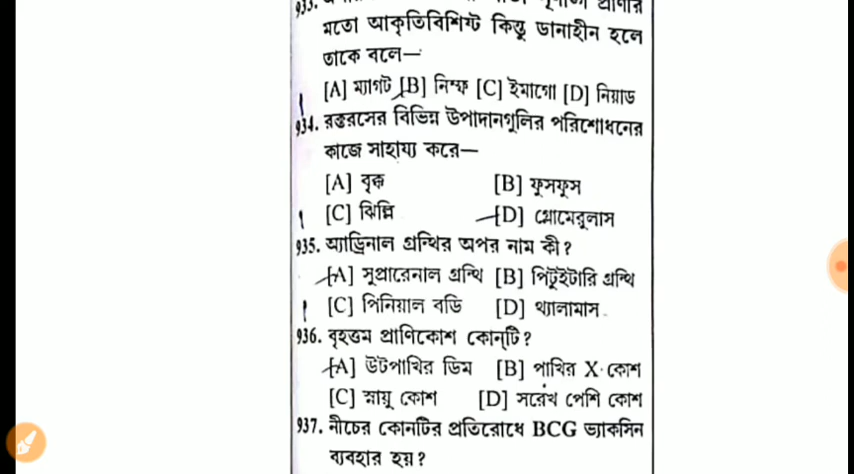 933.
মতো আকৃতিবিশিষ্ট কিন্তু ডানাহীন হলে
তাকে বলে—
[A] ম্যাগট [B] নিম্ফ [C] ইমাগো [D] নিয়াড
934. রক্তরসের বিভিন্ন উপাদানগুলির পরিশোধনের
কাজে সাহায্য করে—
[A] বৃক্ক [B] ফুসফুস
[C] ঝিল্লি [D] গ্লোমেরুলাস
935. অ্যাড্রিনাল গ্রন্থির অপর নাম কী?
[A] সুপ্রারেনাল গ্রন্থি [B] পিটুইটারি গ্রন্থি
[C] পিনিয়াল বডি [D] থ্যালামাস
936. বৃহত্তম প্রাণিকোশ কোন্‌টি?
[A] উটপাখির ডিম [B] পাখির X কোশ
[C] স্নায়ু কোশ [D] সরেখ পেশি কোশ
937. নীচের কোনটির প্রতিরোধে BCG ভ্যাকসিন
ব্যবহার হয়?